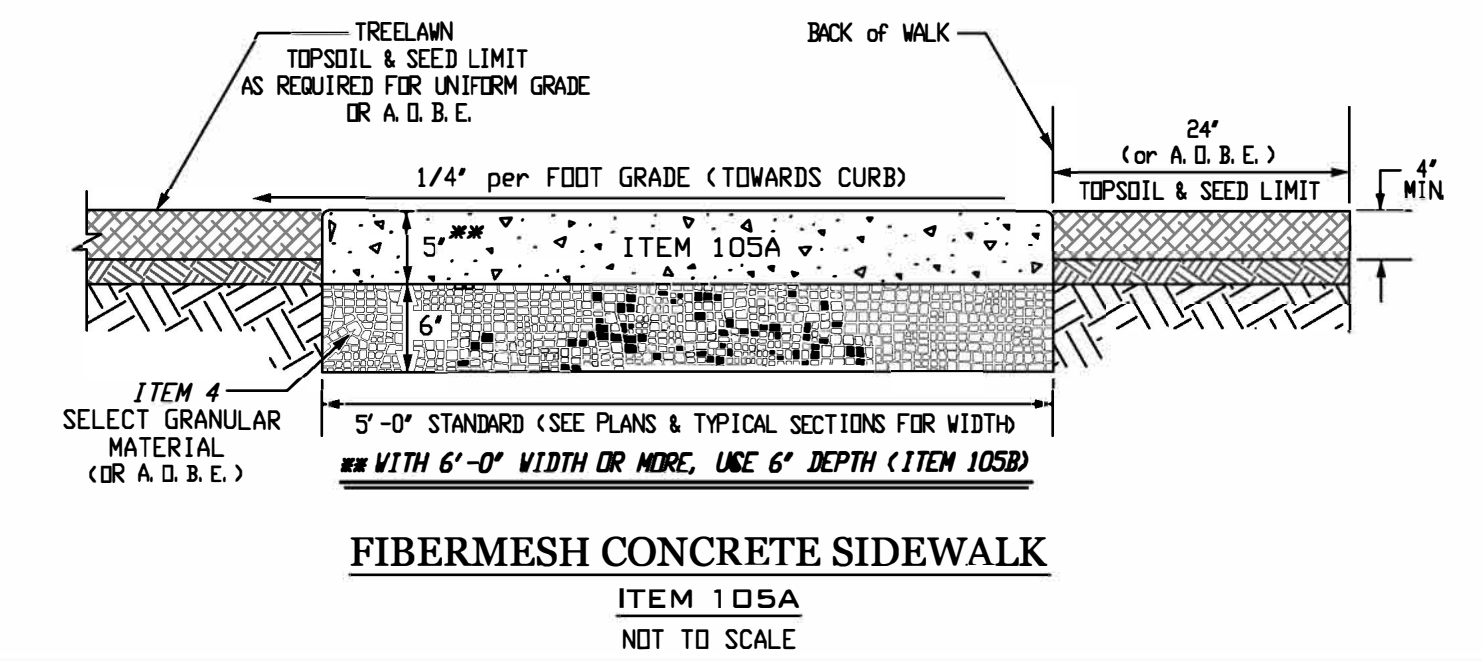 TREELAWN
TOPSOIL & SEED LIMIT
AS REQUIRED FOR UNIFORM GRADE
OR A. O. B. E.
BACK of WALK
24"
(or A. O. B. E.)
TOPSOIL & SEED LIMIT
4"
MIN.
1/4" per FOOT GRADE (TOWARDS CURB)
5' **
ITEM 105A
6"
ITEM 4
SELECT GRANULAR
MATERIAL
(OR A. O. B. E.)
5'-0" STANDARD (SEE PLANS & TYPICAL SECTIONS FOR WIDTH)
** WITH 6'-0" WIDTH OR MORE, USE 6" DEPTH (ITEM 105B)
FIBERMESH CONCRETE SIDEWALK
ITEM 105A
NOT TO SCALE